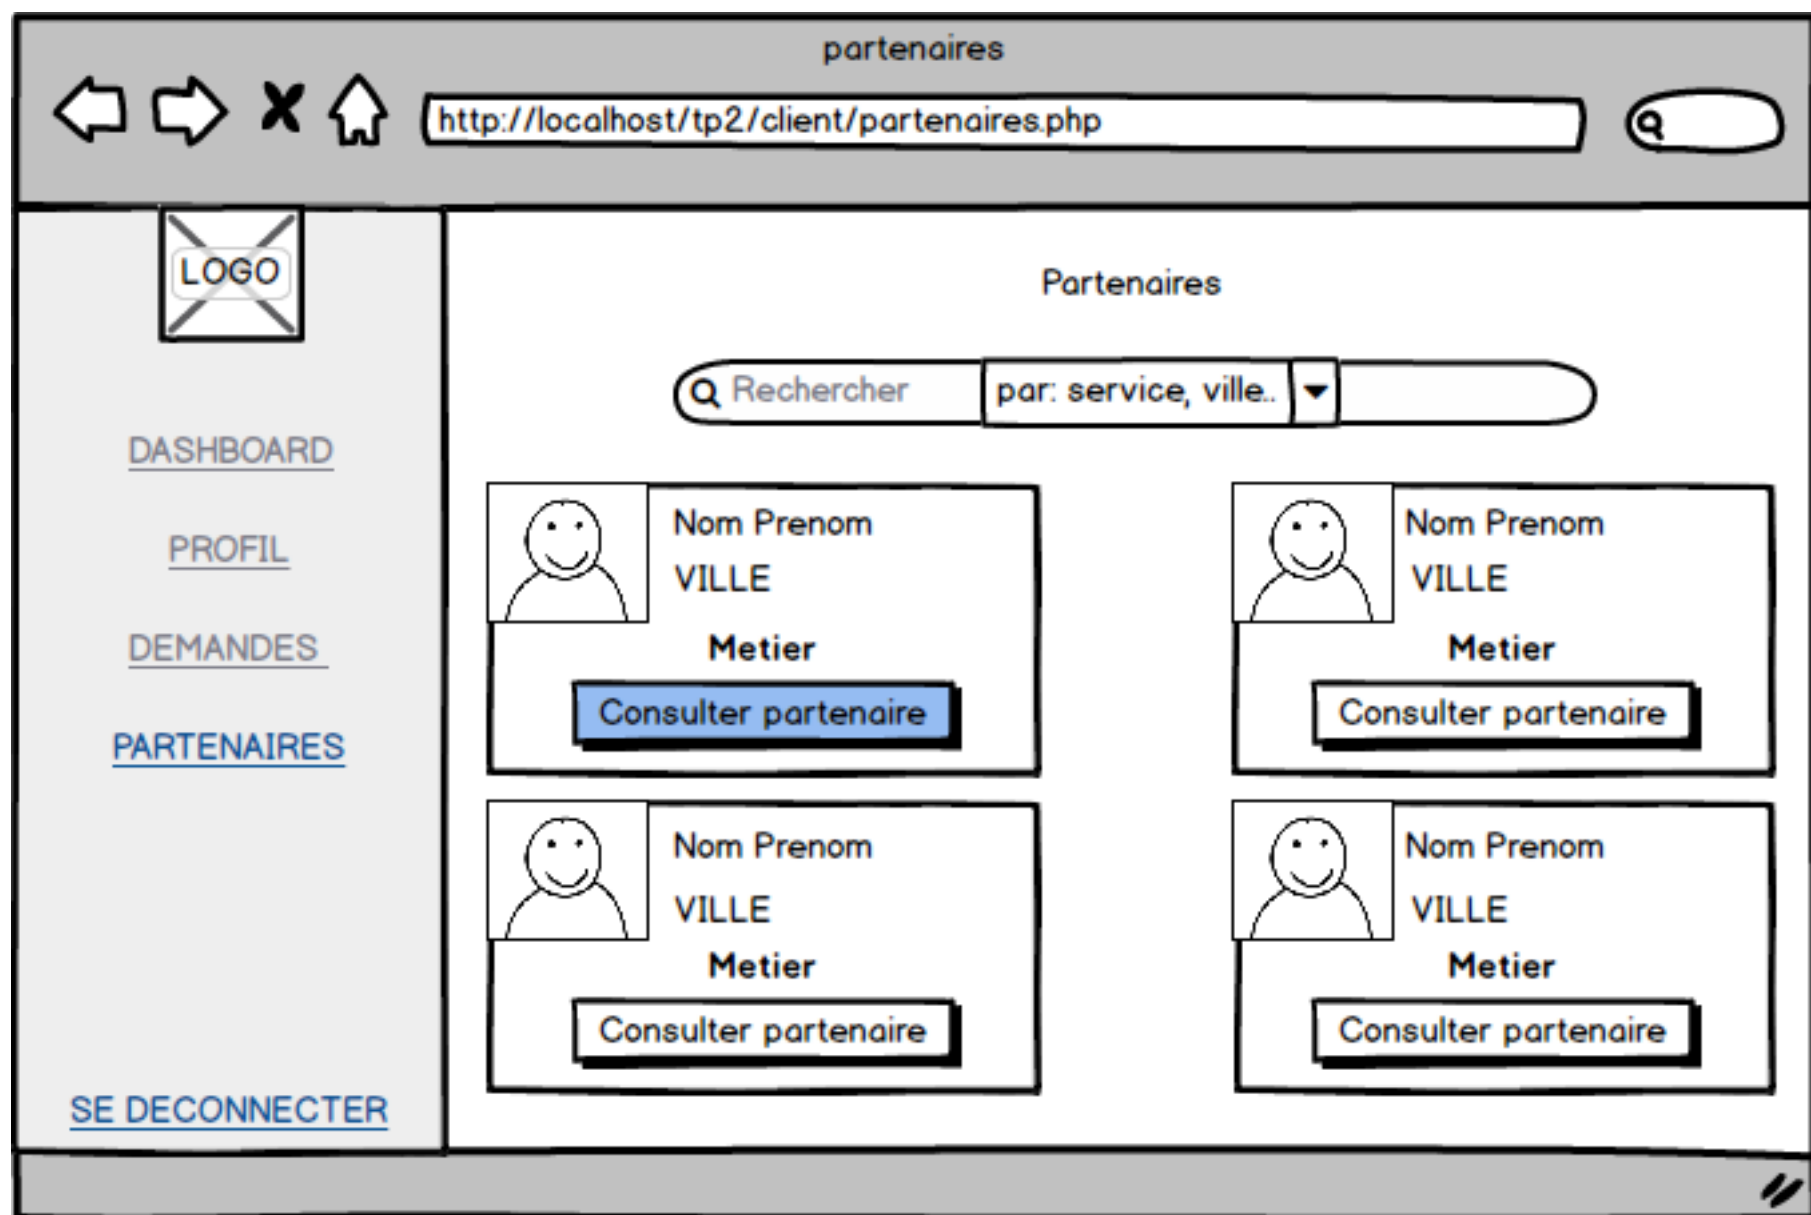 partenaires
http://localhost/tp2/client/partenaires.php
LOGO
DASHBOARD
PROFIL
DEMANDES
PARTENAIRES
SE DECONNECTER
Partenaires
Rechercher
par: service, ville..
Nom Prenom
VILLE
Metier
Consulter partenaire
Nom Prenom
VILLE
Metier
Consulter partenaire
Nom Prenom
VILLE
Metier
Consulter partenaire
Nom Prenom
VILLE
Metier
Consulter partenaire